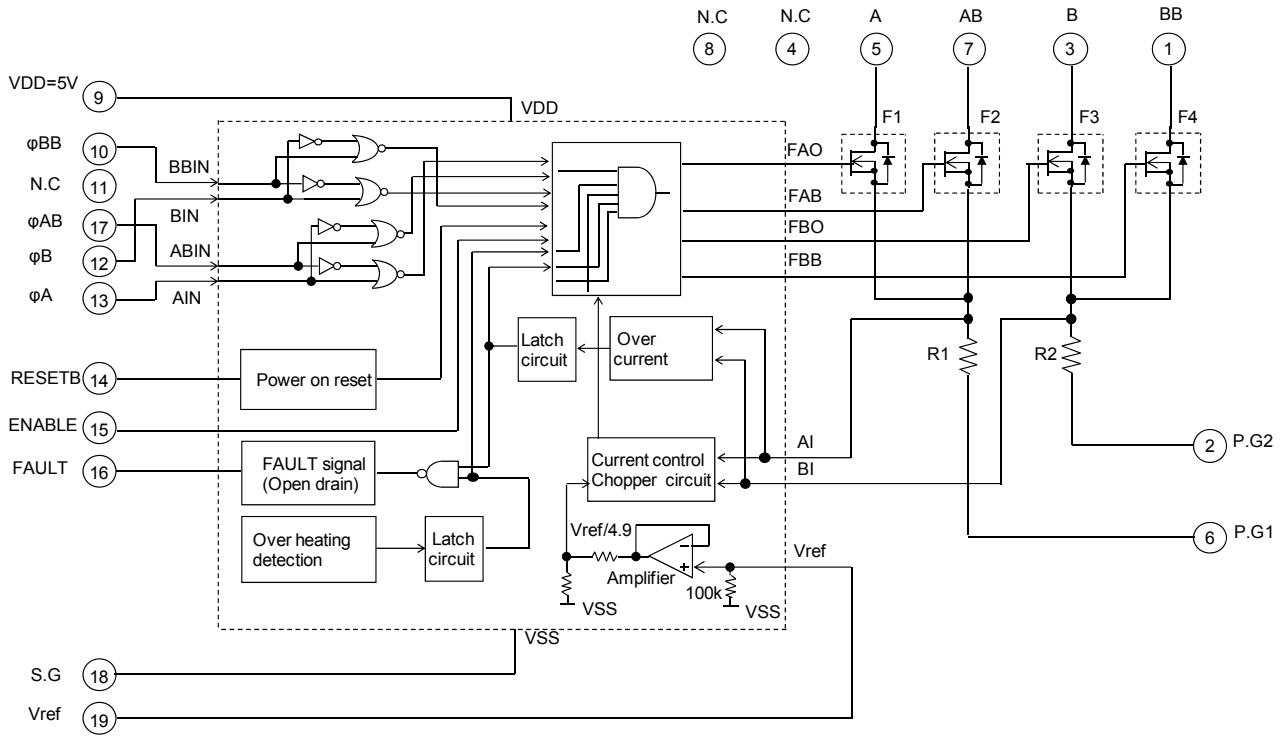 N.C
N.C
A
AB
B
BB
8
4
5
7
3
1
VDD=5V
9
VDD
F1
F2
F3
F4
φBB
10
BBIN
FAO
N.C
11
BIN
φAB
17
ABIN
FAB
φB
12
FBO
φA
13
AIN
FBB
RESETB
14
Power on reset
Latch
circuit
Over
current
R1
R2
ENABLE
15
FAULT
16
FAULT signal
(Open drain)
Current control
Chopper circuit
AI
BI
2
P.G2
Over heating
detection
Latch
circuit
Vref/4.9
-
+
Amplifier
Vref
100k
VSS
VSS
6
P.G1
VSS
S.G
18
Vref
19